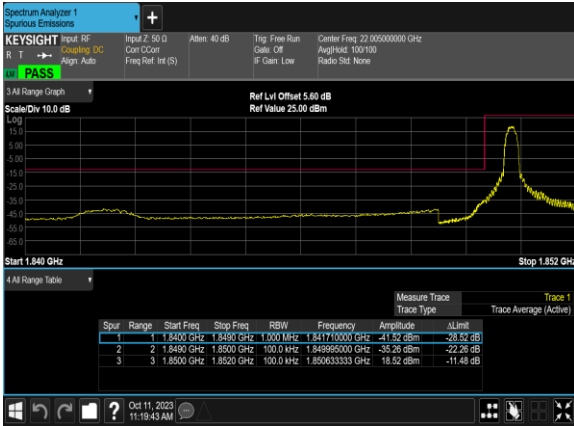 Spectrum Analyzer 1
Spurious Emissions
+
KEYSIGHT Input: RF Input Z: 50 Ω Atten: 40 dB Trig: Free Run Center Freq: 22.005000000 GHz
R T Coupling: DC Corr CCorr Gate: Off Avg|Hold: 100/100
Align: Auto Freq Ref: Int (S) IF Gain: Low Radio Std: None
PASS
3 All Range Graph
Ref Lvl Offset 5.60 dB
Scale/Div 10.0 dB Ref Value 25.00 dBm
Log
15.0
5.00
-5.00
-15.0
-25.0
-35.0
-45.0
-55.0
-65.0
Start 1.840 GHz Stop 1.852 GHz
4 All Range Table
Measure Trace Trace 1
Trace Type Trace Average (Active)
Spur Range Start Freq Stop Freq RBW Frequency Amplitude ΔLimit
1 1 1.8400 GHz 1.8490 GHz 1.000 MHz 1.841710000 GHz -41.52 dBm -28.52 dB
2 2 1.8490 GHz 1.8500 GHz 100.0 kHz 1.849995000 GHz -35.26 dBm -22.26 dB
3 3 1.8500 GHz 1.8520 GHz 100.0 kHz 1.850633333 GHz 18.52 dBm -11.48 dB
? Oct 11, 2023
11:19:43 AM